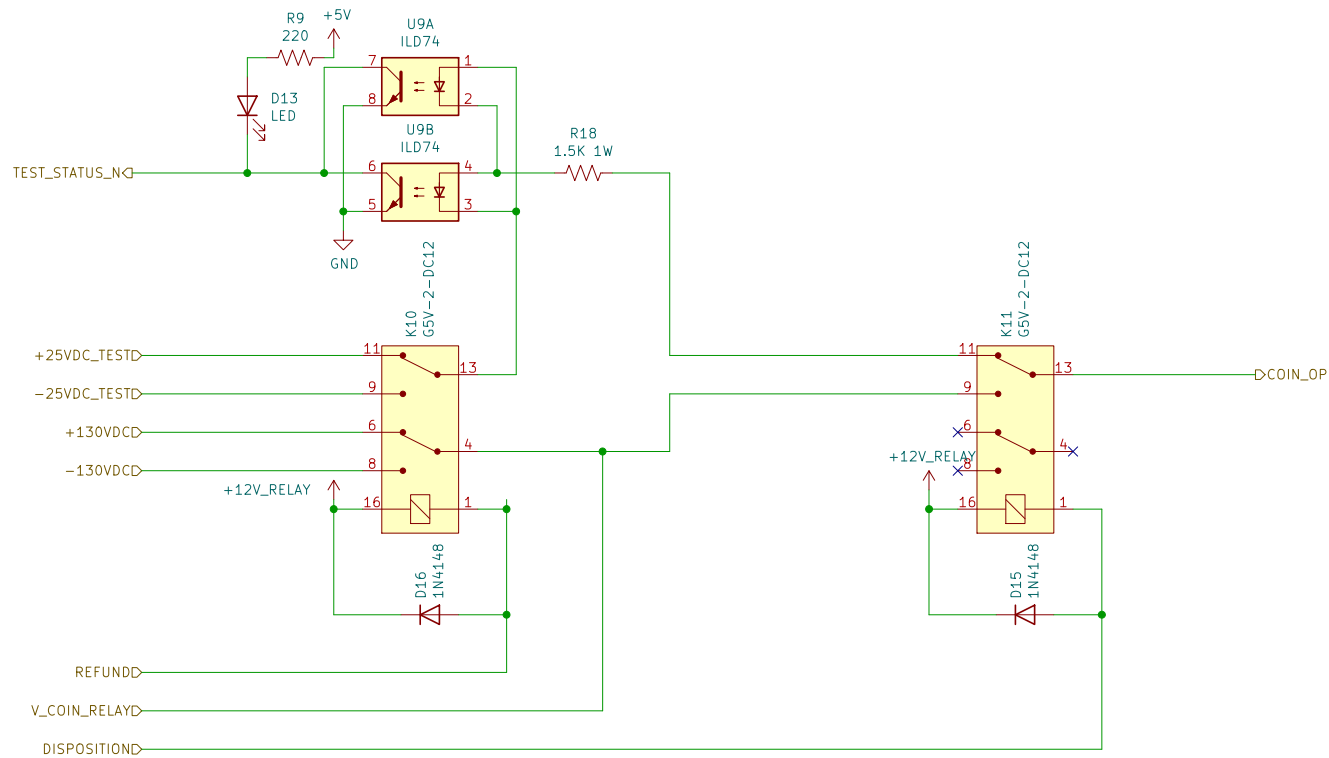 R9
220
+5V
U9A
ILD74
7
1
8
2
D13
LED
U9B
ILD74
R18
1.5K 1W
TEST_STATUS_N
6
4
5
3
GND
K10
G5V-2-DC12
K11
G5V-2-DC12
+25VDC_TEST
11
13
11
13
COIN_OP
-25VDC_TEST
9
9
+130VDC
6
4
6
4
-130VDC
8
+12V_RELAY
8
+12V_RELAY
16
1
16
1
D16
1N4148
D15
1N4148
REFUND
V_COIN_RELAY
DISPOSITION